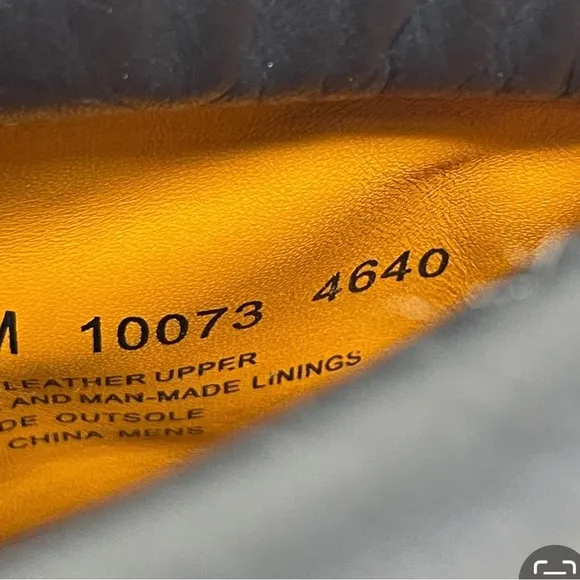 M 10073 4640
LEATHER UPPER
AND MAN-MADE LININGS
DE OUTSOLE
CHINA MENS